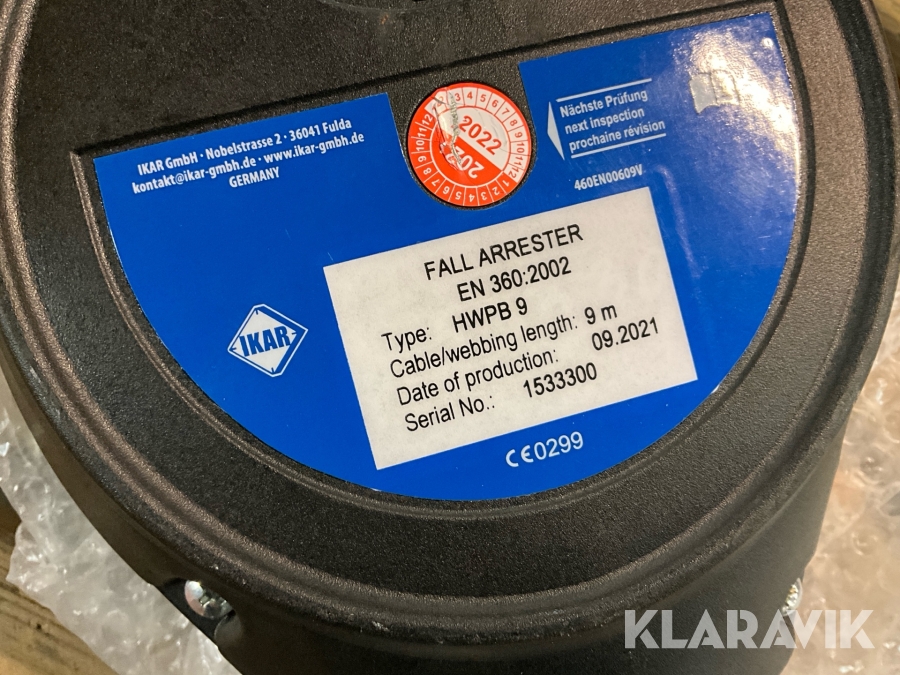 IKAR GmbH · Nobelstrasse 2 · 36041 Fulda
kontakt@ikar-gmbh.de · www.ikar-gmbh.de
GERMANY
2022
Nächste Prüfung
next inspection
prochaine révision
460EN00609V
IKAR
FALL ARRESTER
EN 360:2002
Type: HWPB 9
Cable/webbing length: 9 m
Date of production: 09.2021
Serial No.: 1533300
CE0299
KLARAVIK